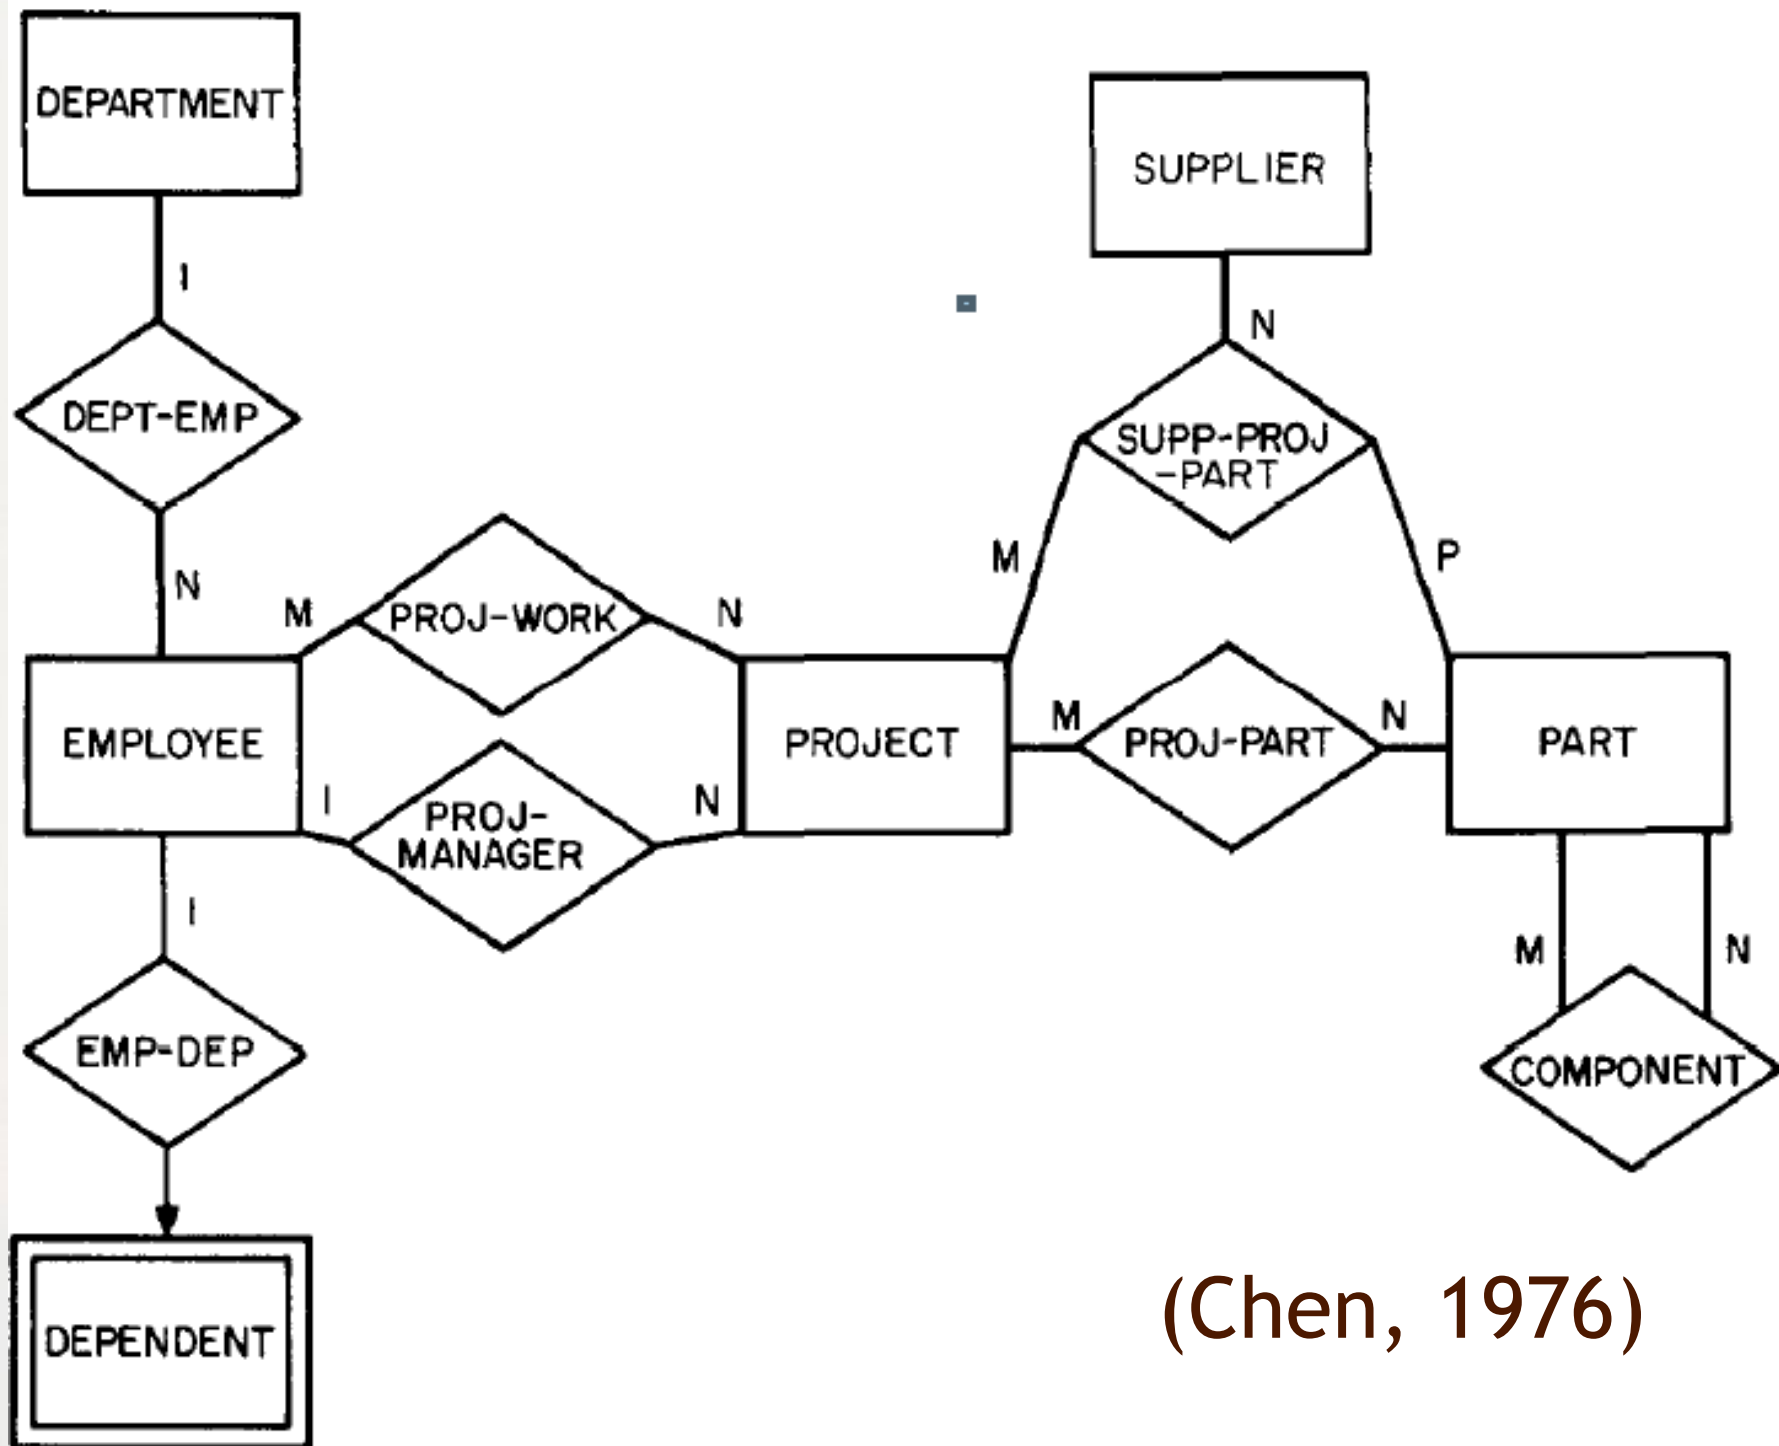 DEPARTMENT
SUPPLIER
I
N
DEPT-EMP
SUPP-PROJ
-PART
M
P
N
M
PROJ-WORK
N
EMPLOYEE
PROJECT
M
PROJ-PART
N
PART
I
PROJ-
MANAGER
N
I
M
N
EMP-DEP
COMPONENT
DEPENDENT
(Chen, 1976)